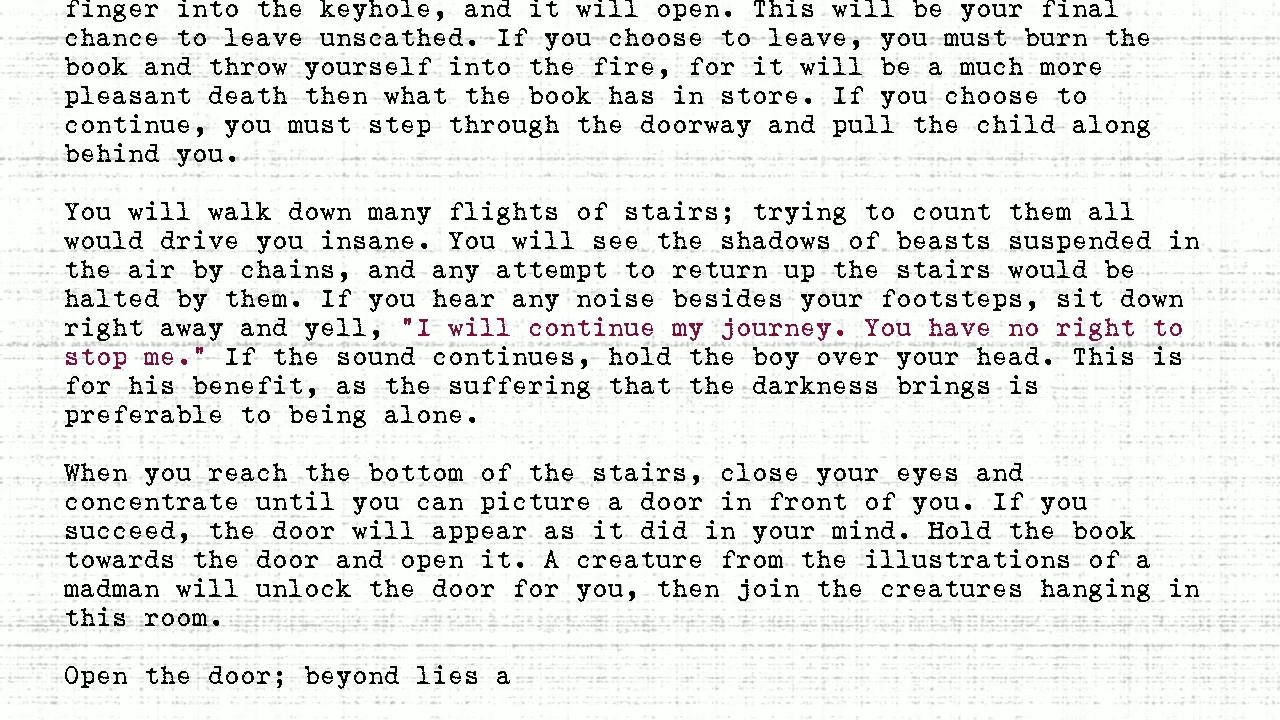 finger into the keyhole, and it will open. This will be your final
chance to leave unscathed. If you choose to leave, you must burn the
book and throw yourself into the fire, for it will be a much more
pleasant death then what the book has in store. If you choose to
continue, you must step through the doorway and pull the child along
behind you.
You will walk down many flights of stairs; trying to count them all
would drive you insane. You will see the shadows of beasts suspended in
the air by chains, and any attempt to return up the stairs would be
halted by them. If you hear any noise besides your footsteps, sit down
right away and yell, "I will continue my journey. You have no right to
stop me." If the sound continues, hold the boy over your head. This is
for his benefit, as the suffering that the darkness brings is
preferable to being alone.
When you reach the bottom of the stairs, close your eyes and
concentrate until you can picture a door in front of you. If you
succeed, the door will appear as it did in your mind. Hold the book
towards the door and open it. A creature from the illustrations of a
madman will unlock the door for you, then join the creatures hanging in
this room.
Open the door; beyond lies a